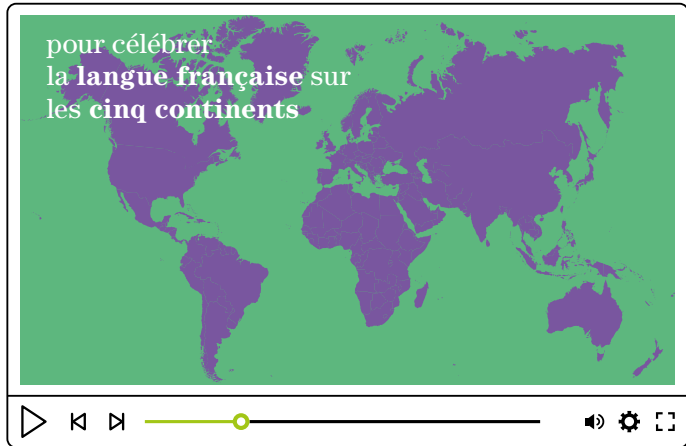 pour célébrer
la langue française sur
les cinq continents